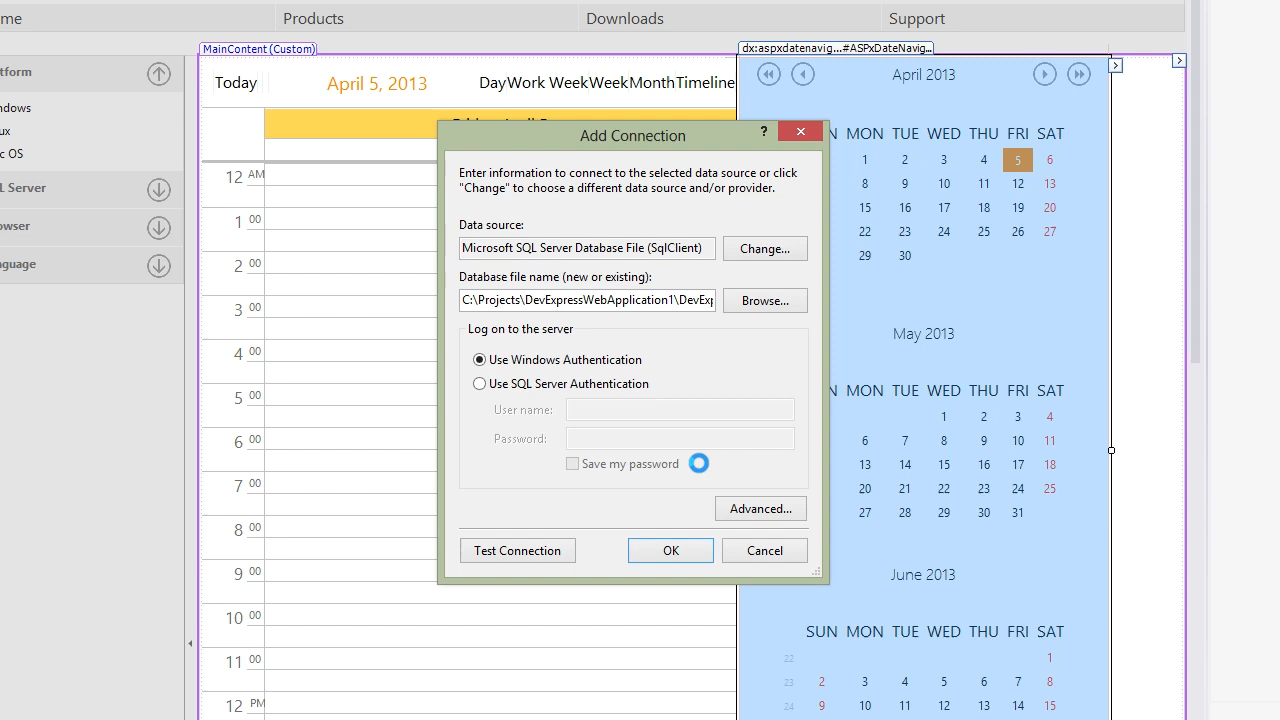 me
Products
Downloads
Support
MainContent (Custom)
dx:aspxdatenavig...#ASPxDateNavig...
tform
ndows
ux
c OS
L Server
owser
nguage
Today
April 5, 2013
DayWork WeekWeekMonthTimeline
12 AM
1 00
2 00
3 00
4 00
5 00
6 00
7 00
8 00
9 00
10 00
11 00
12 PM
Add Connection
?
Enter information to connect to the selected data source or click
"Change" to choose a different data source and/or provider.
Data source:
Microsoft SQL Server Database File (SqlClient)
Change...
Database file name (new or existing):
C:\Projects\DevExpressWebApplication1\DevExp
Browse...
Log on to the server
Use Windows Authentication
Use SQL Server Authentication
User name:
Password:
Save my password
Advanced...
Test Connection
OK
Cancel
April 2013
N MON TUE WED THU FRI SAT
1 2 3 4 5 6
8 9 10 11 12 13
15 16 17 18 19 20
22 23 24 25 26 27
29 30
May 2013
N MON TUE WED THU FRI SAT
1 2 3 4
6 7 8 9 10 11
13 14 15 16 17 18
20 21 22 23 24 25
27 28 29 30 31
June 2013
SUN MON TUE WED THU FRI SAT
22 1
23 2 3 4 5 6 7 8
24 9 10 11 12 13 14 15